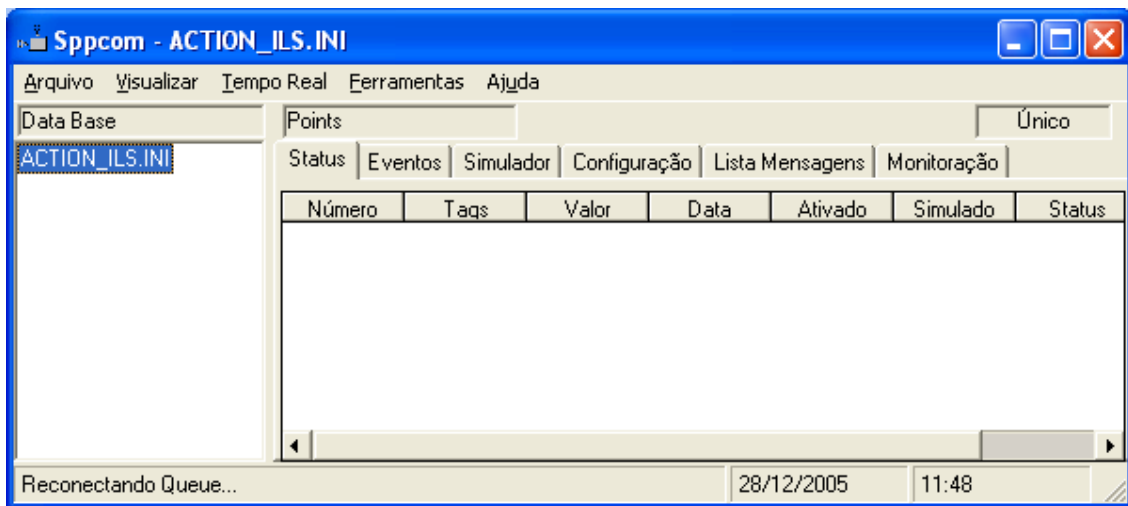 Sppcom - ACTION_ILS.INI
Arquivo Visualizar Tempo Real Ferramentas Ajuda
Data Base Points Único
ACTION_ILS.INI Status Eventos Simulador Configuração Lista Mensagens Monitoração
Número Tags Valor Data Ativado Simulado Status
Reconectando Queue... 28/12/2005 11:48